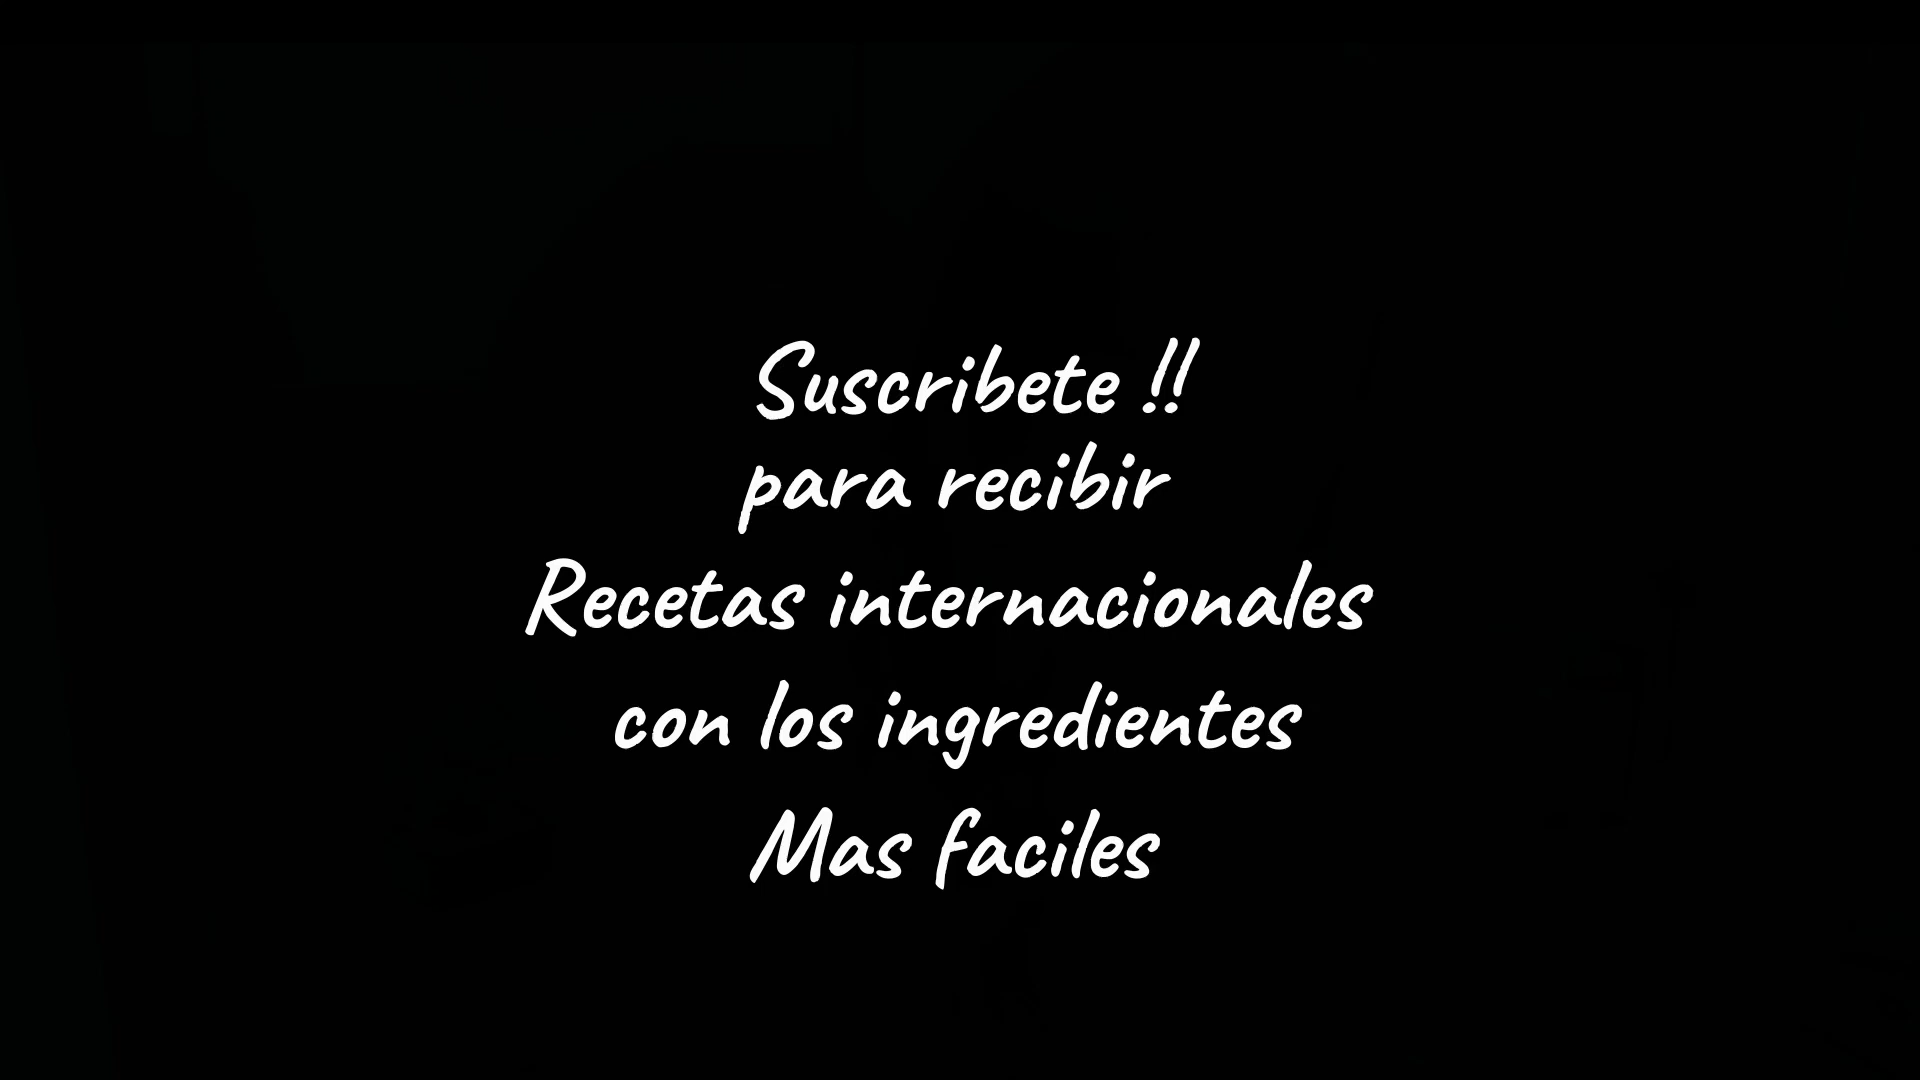 Suscribete !!
para recibir
Recetas internacionales
con los ingredientes
Mas faciles